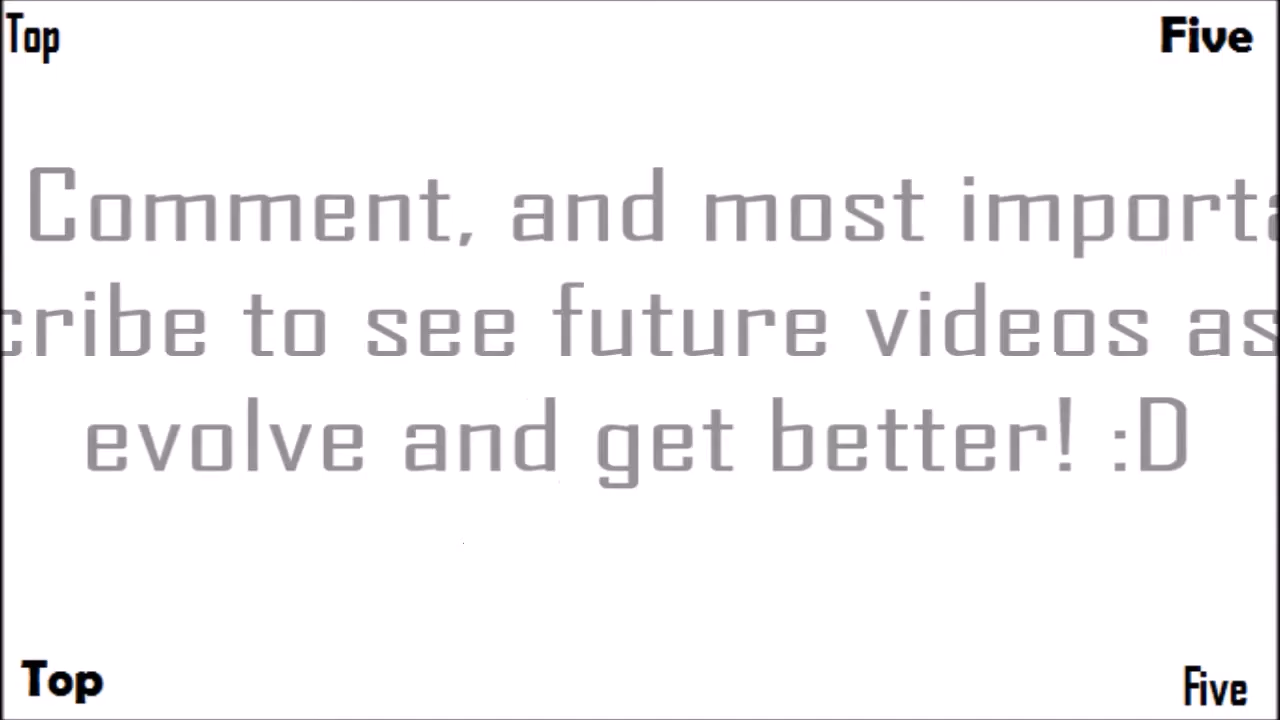 Top Five
Comment, and most importa
cribe to see future videos as
evolve and get better! :D
Top Five